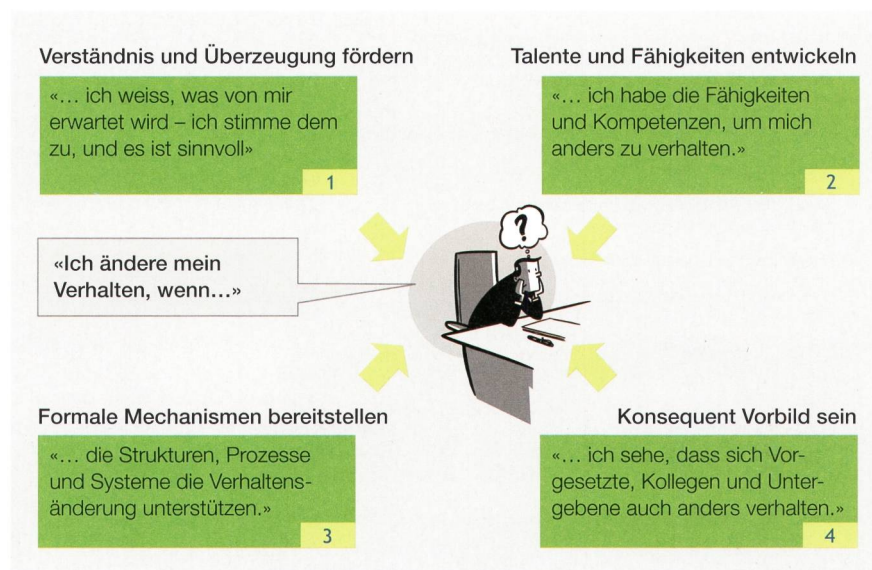 Verständnis und Überzeugung fördern
«… ich weiss, was von mir
erwartet wird – ich stimme dem
zu, und es ist sinnvoll»
1
Talente und Fähigkeiten entwickeln
«… ich habe die Fähigkeiten
und Kompetenzen, um mich
anders zu verhalten.»
2
?
«Ich ändere mein
Verhalten, wenn…»
Formale Mechanismen bereitstellen
«… die Strukturen, Prozesse
und Systeme die Verhaltens-
änderung unterstützen.»
3
Konsequent Vorbild sein
«… ich sehe, dass sich Vor-
gesetzte, Kollegen und Unter-
gebene auch anders verhalten.»
4